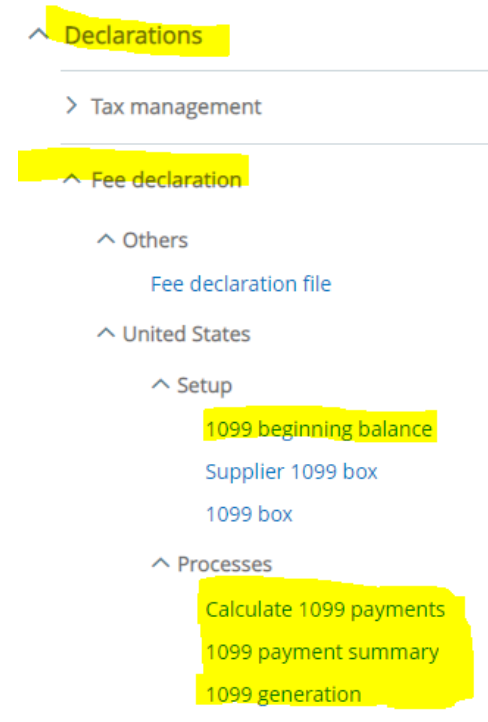 Declarations
Tax management
Fee declaration
Others
Fee declaration file
United States
Setup
1099 beginning balance
Supplier 1099 box
1099 box
Processes
Calculate 1099 payments
1099 payment summary
1099 generation